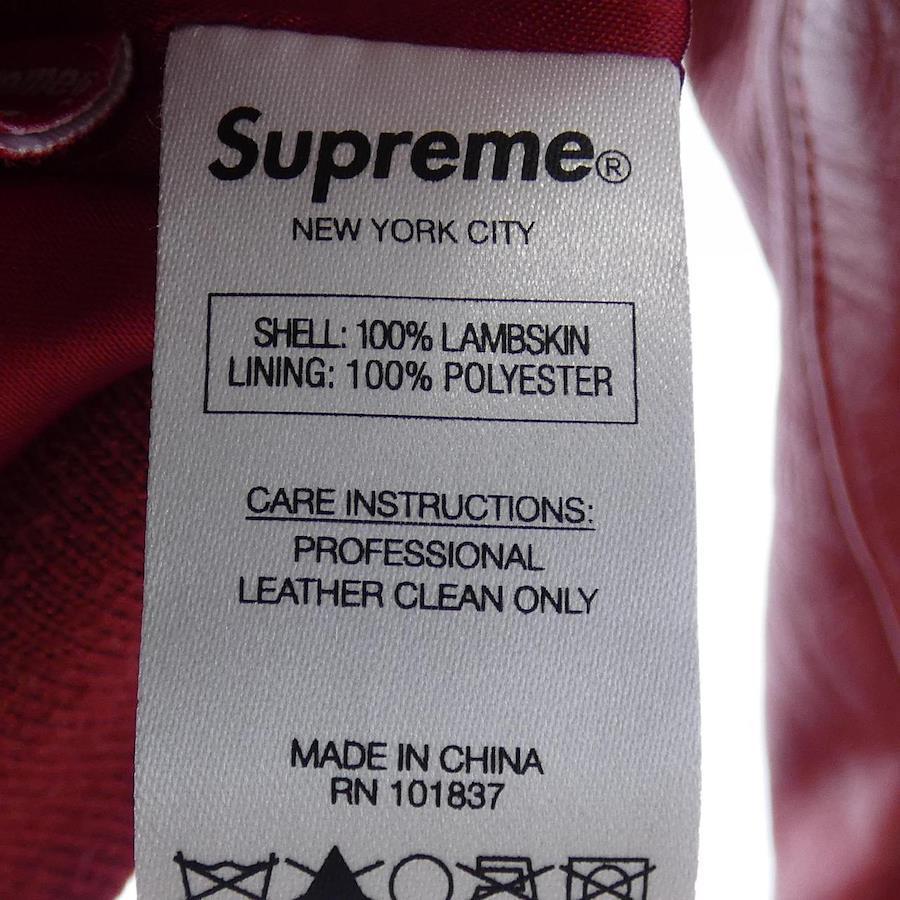 Supreme®
NEW YORK CITY
SHELL: 100% LAMBSKIN
LINING: 100% POLYESTER
CARE INSTRUCTIONS:
PROFESSIONAL
LEATHER CLEAN ONLY
MADE IN CHINA
RN 101837